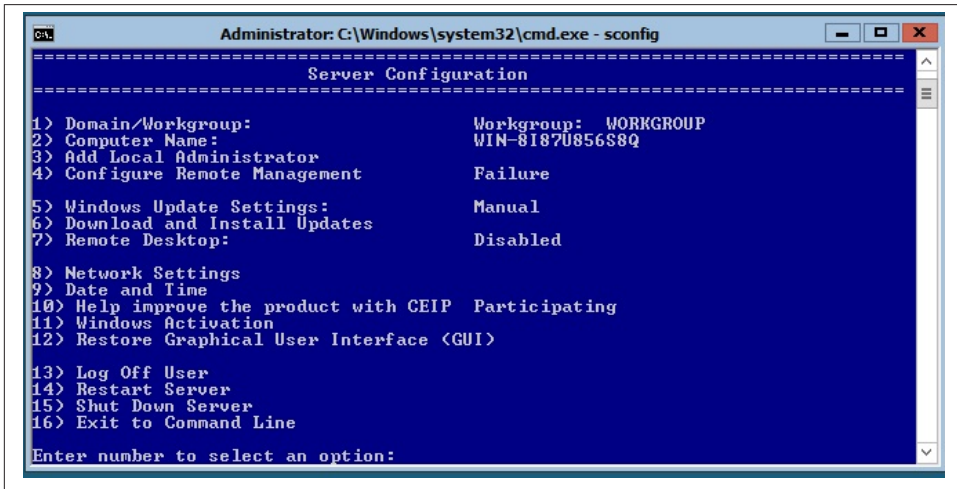 Administrator: C:\Windows\system32\cmd.exe - sconfig
===============================================================================
Server Configuration
===============================================================================
1) Domain/Workgroup: Workgroup: WORKGROUP
2) Computer Name: WIN-8I87U856S8Q
3) Add Local Administrator
4) Configure Remote Management Failure
5) Windows Update Settings: Manual
6) Download and Install Updates
7) Remote Desktop: Disabled
8) Network Settings
9) Date and Time
10) Help improve the product with CEIP Participating
11) Windows Activation
12) Restore Graphical User Interface (GUI)
13) Log Off User
14) Restart Server
15) Shut Down Server
16) Exit to Command Line
Enter number to select an option: